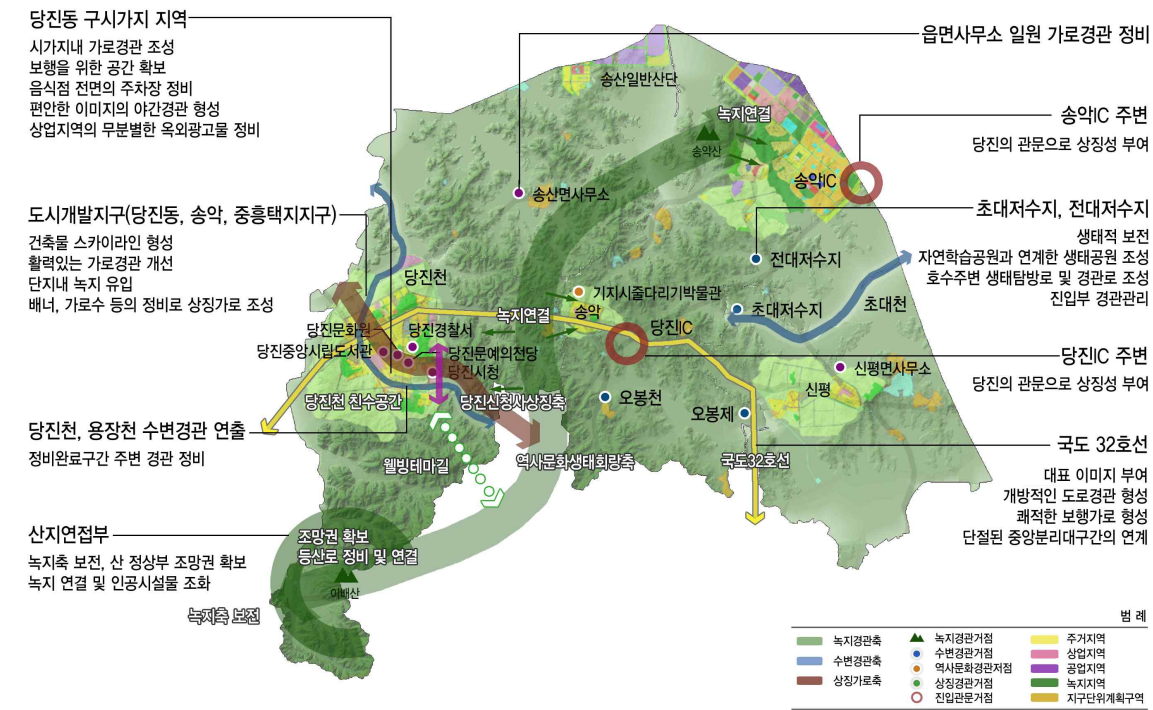 당진동 구시가지 지역
시가지내 가로경관 조성
보행을 위한 공간 확보
음식점 전면의 주차장 정비
편안한 이미지의 야간경관 형성
상업지역의 무분별한 옥외광고물 정비
도시개발지구(당진동, 송악, 중흥택지지구)
건축물 스카이라인 형성
활력있는 가로경관 개선
단지내 녹지 유입
배너, 가로수 등의 정비로 상징가로 조성
당진천, 용장천 수변경관 연출
정비완료구간 주변 경관 정비
산지연접부
녹지축 보전, 산 정상부 조망권 확보
녹지 연결 및 인공시설물 조화
송산일반산단
녹지연결
송악산
송악IC
송산면사무소
전대저수지
당진천
기지시줄다리기박물관
송악
초대저수지
초대천
녹지연결
당진IC
당진문화원
당진경찰서
당진중앙시립도서관
당진문예의전당
당진시청
신평면사무소
신평
당진천 친수공간
당진신청사상징축
오봉천
오봉제
웰빙테마길
역사문화생태회랑축
국도32호선
조망권 확보
등산로 정비 및 연결
이배산
녹지축 보전
읍면사무소 일원 가로경관 정비
송악IC 주변
당진의 관문으로 상징성 부여
초대저수지, 전대저수지
생태적 보전
자연학습공원과 연계한 생태공원 조성
호수주변 생태탐방로 및 경관로 조성
진입부 경관관리
당진IC 주변
당진의 관문으로 상징성 부여
국도 32호선
대표 이미지 부여
개방적인 도로경관 형성
쾌적한 보행가로 형성
단절된 중앙분리대구간의 연계
범 례
녹지경관축
수변경관축
상징가로축
녹지경관거점
수변경관거점
역사문화경관저점
상징경관거점
진입관문거점
주거지역
상업지역
공업지역
녹지지역
지구단위계획구역